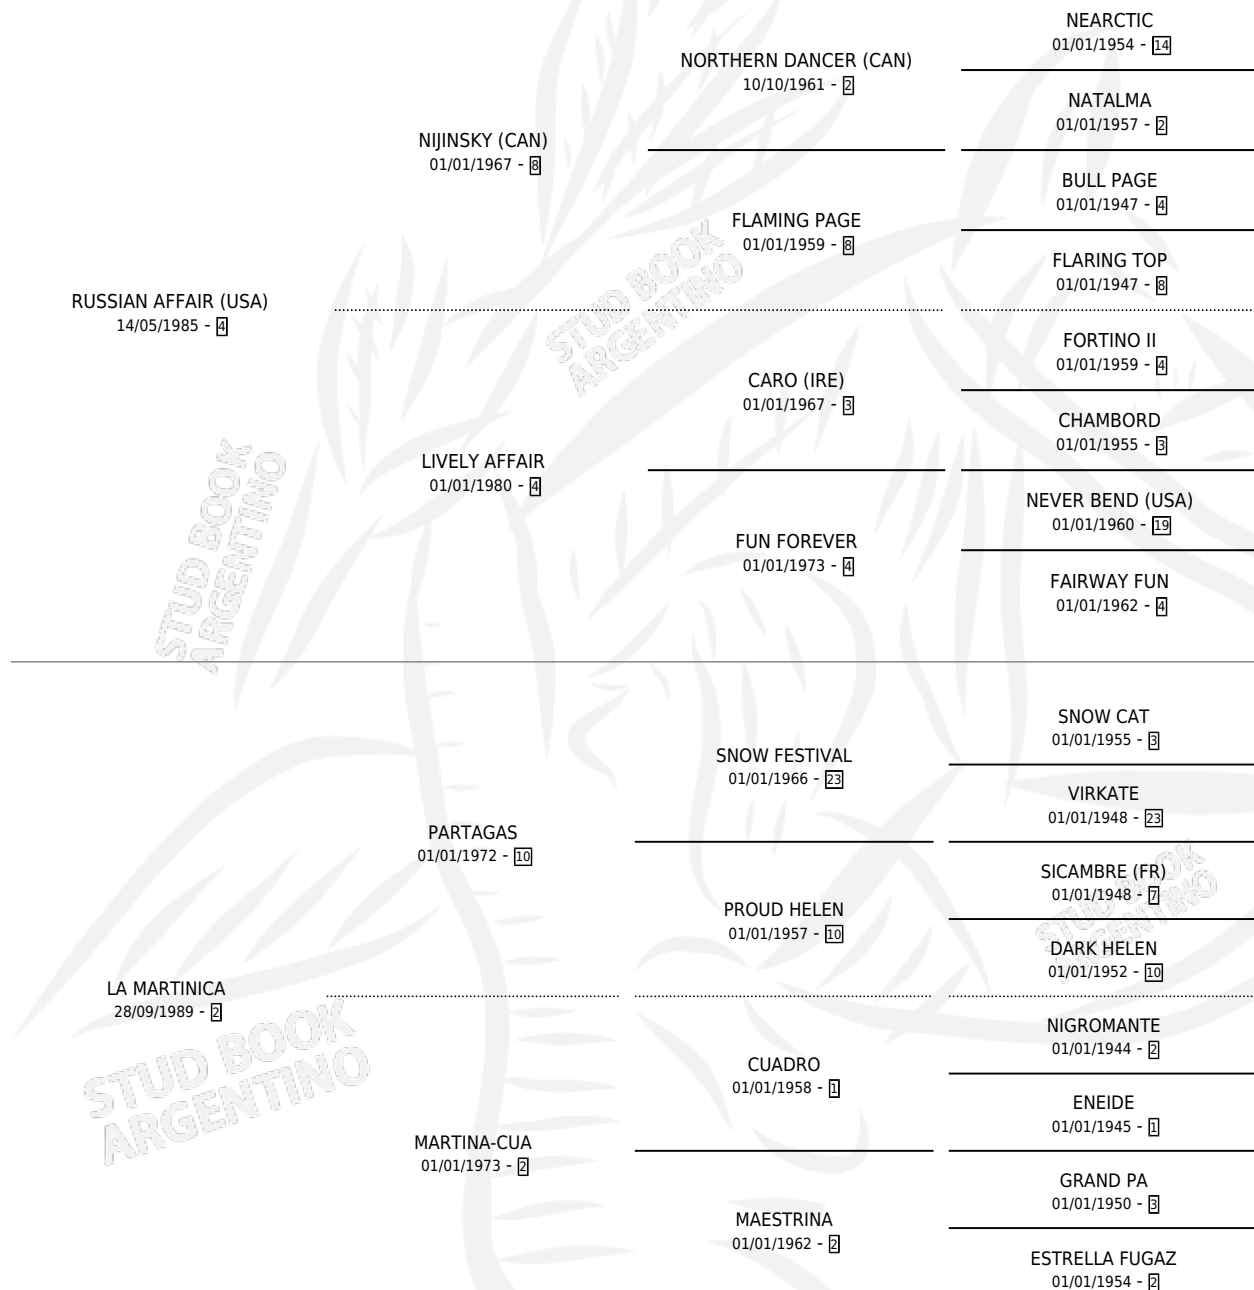 NEARCTIC
01/01/1954 - 14
NORTHERN DANCER (CAN)
10/10/1961 - 2
NATALMA
01/01/1957 - 2
NIJINSKY (CAN)
01/01/1967 - 8
BULL PAGE
01/01/1947 - 4
FLAMING PAGE
01/01/1959 - 8
FLARING TOP
01/01/1947 - 8
RUSSIAN AFFAIR (USA)
14/05/1985 - 4
FORTINO II
01/01/1959 - 4
CARO (IRE)
01/01/1967 - 3
CHAMBORD
01/01/1955 - 3
LIVELY AFFAIR
01/01/1980 - 4
NEVER BEND (USA)
01/01/1960 - 19
FUN FOREVER
01/01/1973 - 4
FAIRWAY FUN
01/01/1962 - 4
SNOW CAT
01/01/1955 - 3
SNOW FESTIVAL
01/01/1966 - 23
VIRKATE
01/01/1948 - 23
PARTAGAS
01/01/1972 - 10
SICAMBRE (FR)
01/01/1948 - 7
PROUD HELEN
01/01/1957 - 10
DARK HELEN
01/01/1952 - 10
LA MARTINICA
28/09/1989 - 2
NIGROMANTE
01/01/1944 - 2
CUADRO
01/01/1958 - 1
ENEIDE
01/01/1945 - 1
MARTINA-CUA
01/01/1973 - 2
GRAND PA
01/01/1950 - 3
MAESTRINA
01/01/1962 - 2
ESTRELLA FUGAZ
01/01/1954 - 2
STUD BOOK
ARGENTINO
STUD BOOK
ARGENTINO
STUD BOOK
ARGENTINO
STUD BOOK
ARGENTINO